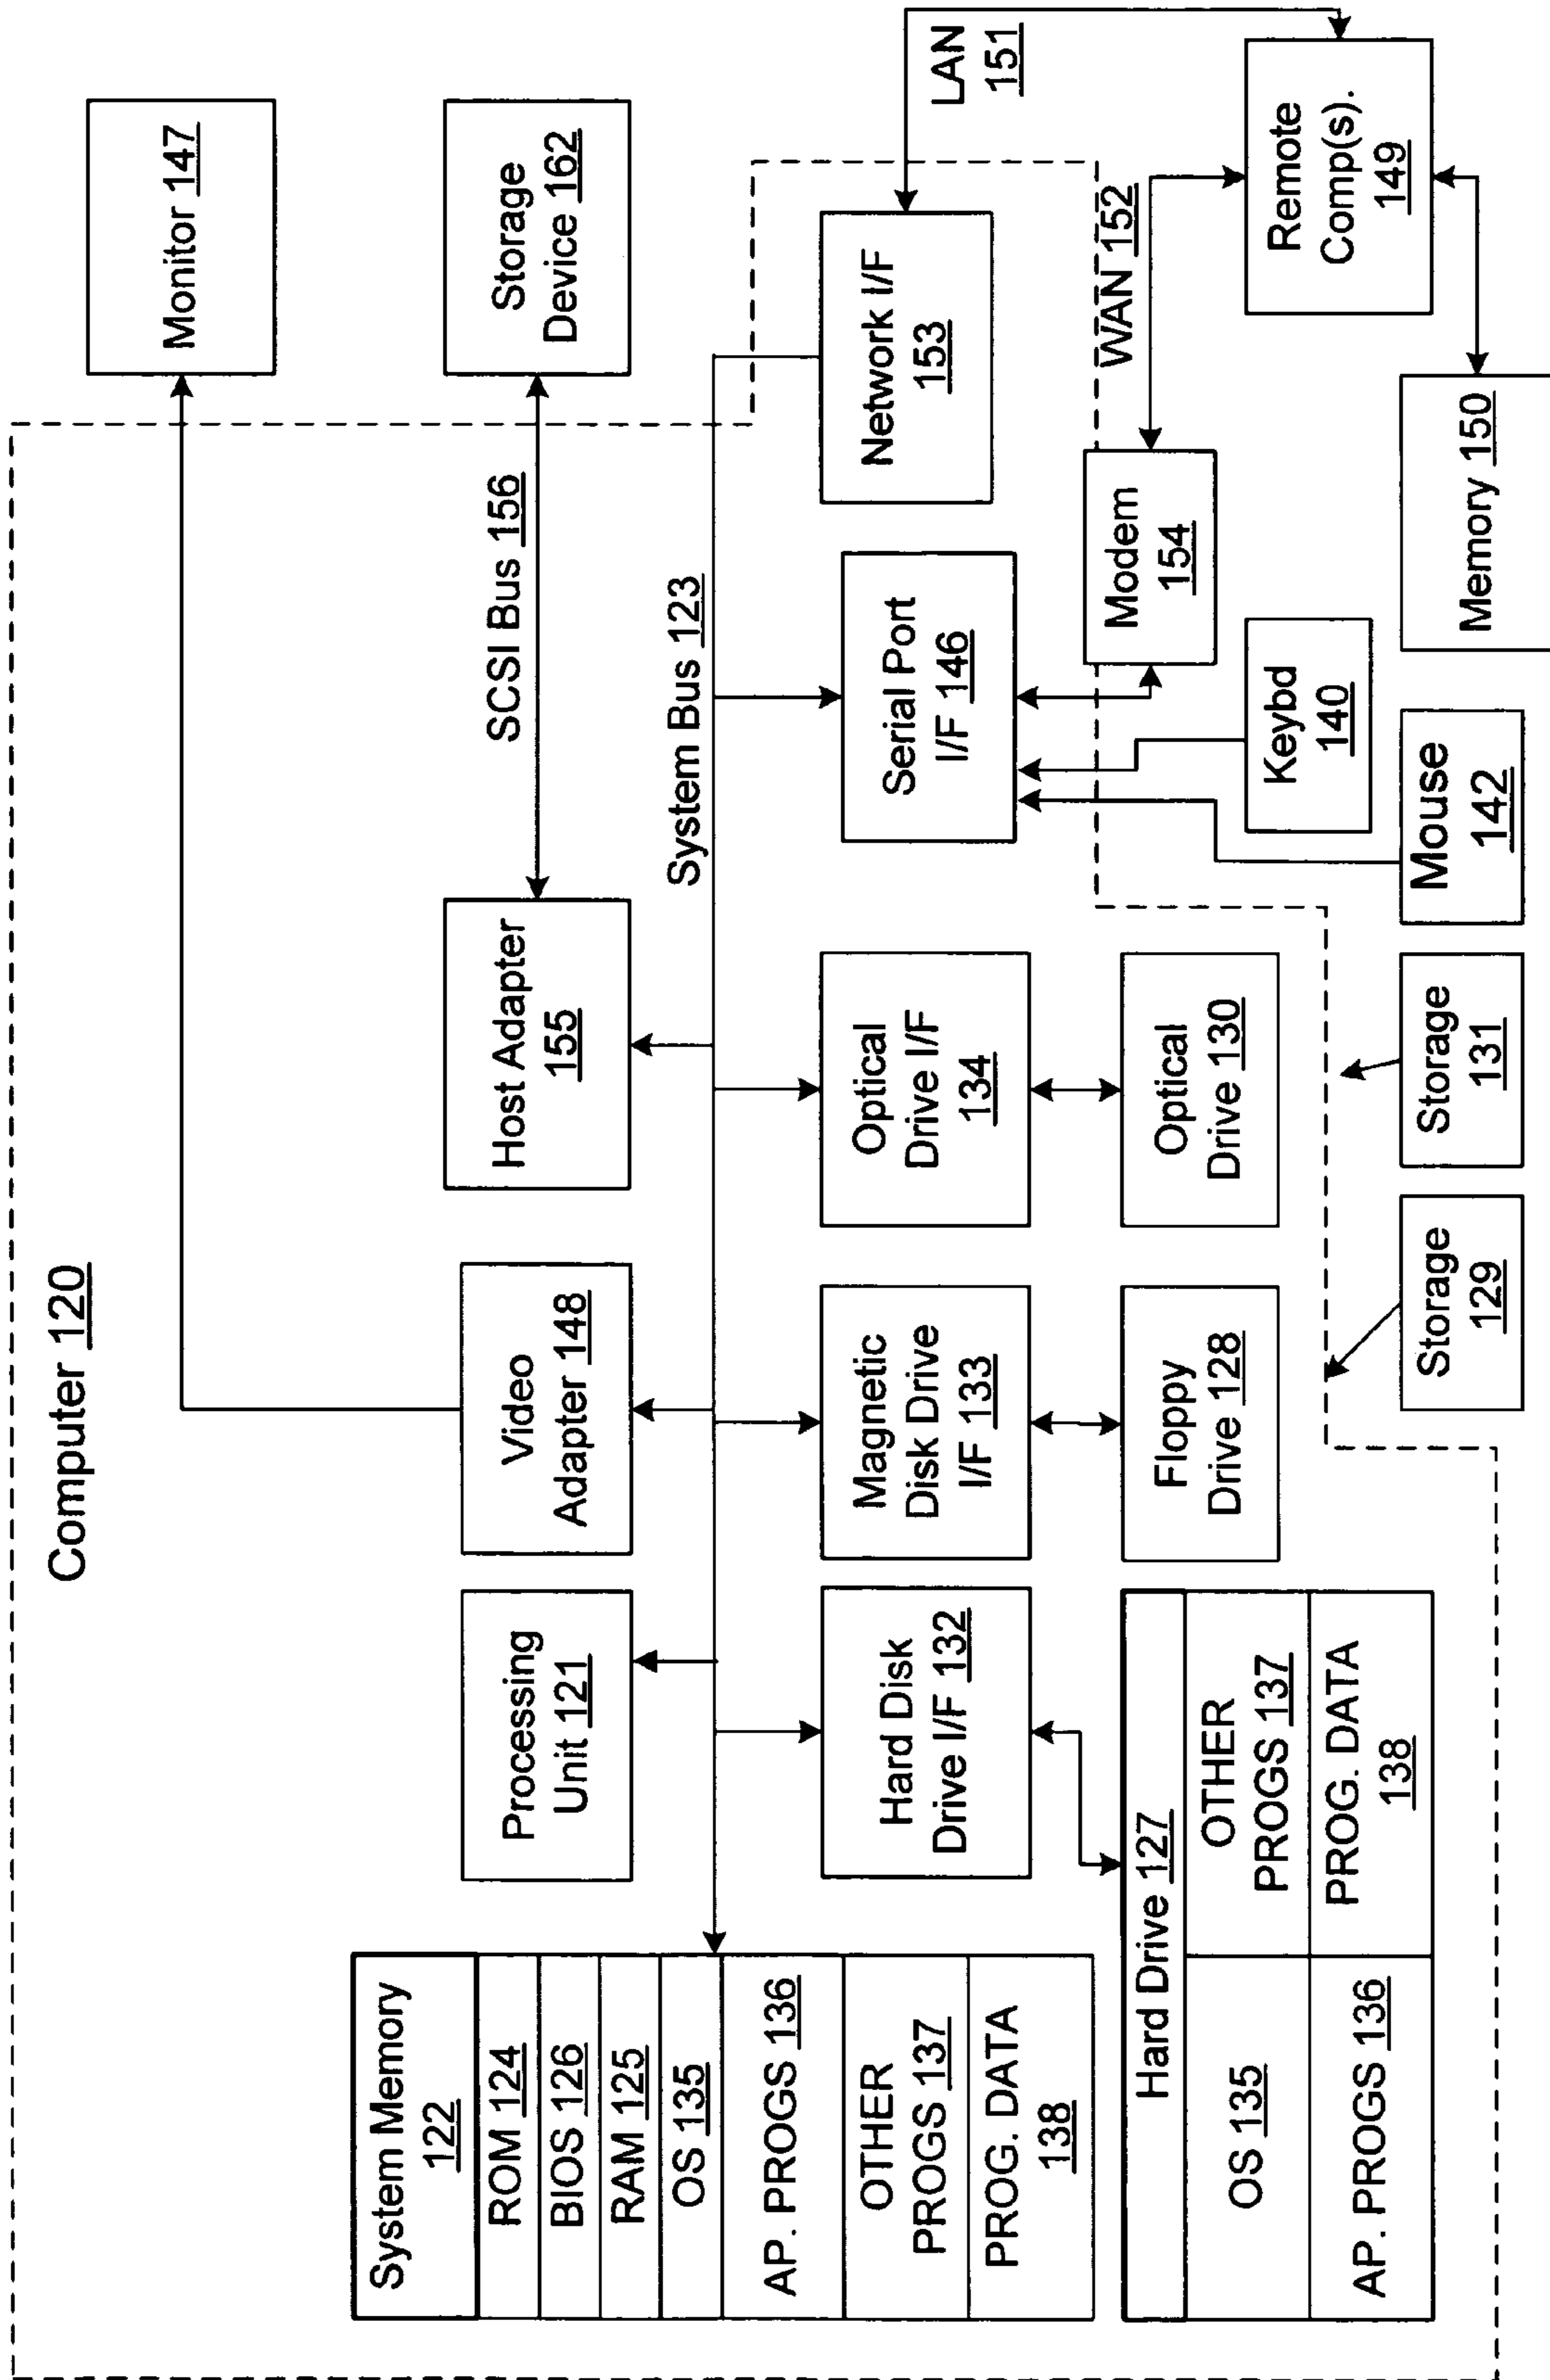 Computer 120
Monitor 147
Storage
Device 162
SCSI Bus 156
Host Adapter
155
Video
Adapter 148
Processing
Unit 121
System Memory
122
ROM 124
BIOS 126
RAM 125
OS 135
AP. PROGS 136
OTHER
PROGS 137
PROG. DATA
138
System Bus 123
Hard Disk
Drive I/F 132
Magnetic
Disk Drive
I/F 133
Optical
Drive I/F
134
Serial Port
I/F 146
Network I/F
153
LAN
151
Hard Drive 127
OS 135
OTHER
PROGS 137
AP. PROGS 136
PROG. DATA
138
Floppy
Drive 128
Optical
Drive 130
Modem
154
WAN 152
Keybd
140
Remote
Comp(s).
149
Storage
129
Storage
131
Mouse
142
Memory 150